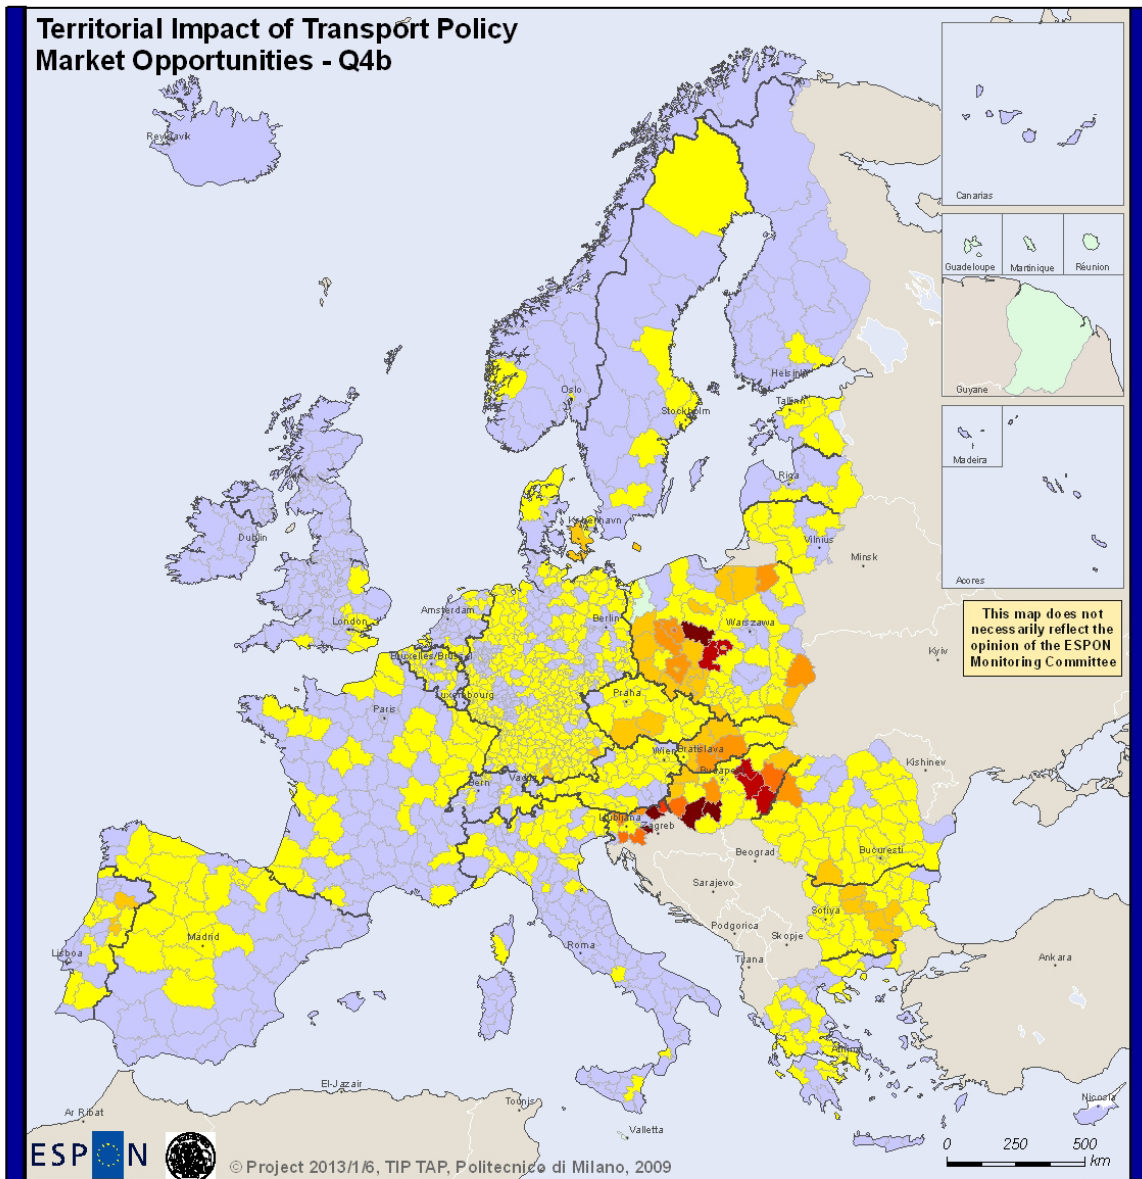 Territorial Impact of Transport Policy
Market Opportunities - Q4b
Reykjavik
Canarias
Guadeloupe
Martinique
Réunion
Guyane
Madeira
Acores
Oslo
Helsinki
Stockholm
Tallinn
Riga
København
Vilnius
Minsk
Dublin
Amsterdam
Berlin
London
Warszawa
This map does not
necessarily reflect the
opinion of the ESPON
Monitoring Committee
Bruxelles/Brussel
Kyiv
Luxembourg
Praha
Paris
Wien
Bratislava
Budapest
Kishinev
Bern
Vaduz
Ljubljana
Zagreb
Beograd
Bucuresti
Sarajevo
Sofiya
Podgorica
Skopje
Madrid
Lisboa
Roma
Tirana
Ankara
Athina
El-Jazair
Tounis
Ar Ribat
Valletta
Nicosia
0 250 500
km
ESPON
© Project 2013/1/6, TIP TAP, Politecnico di Milano, 2009